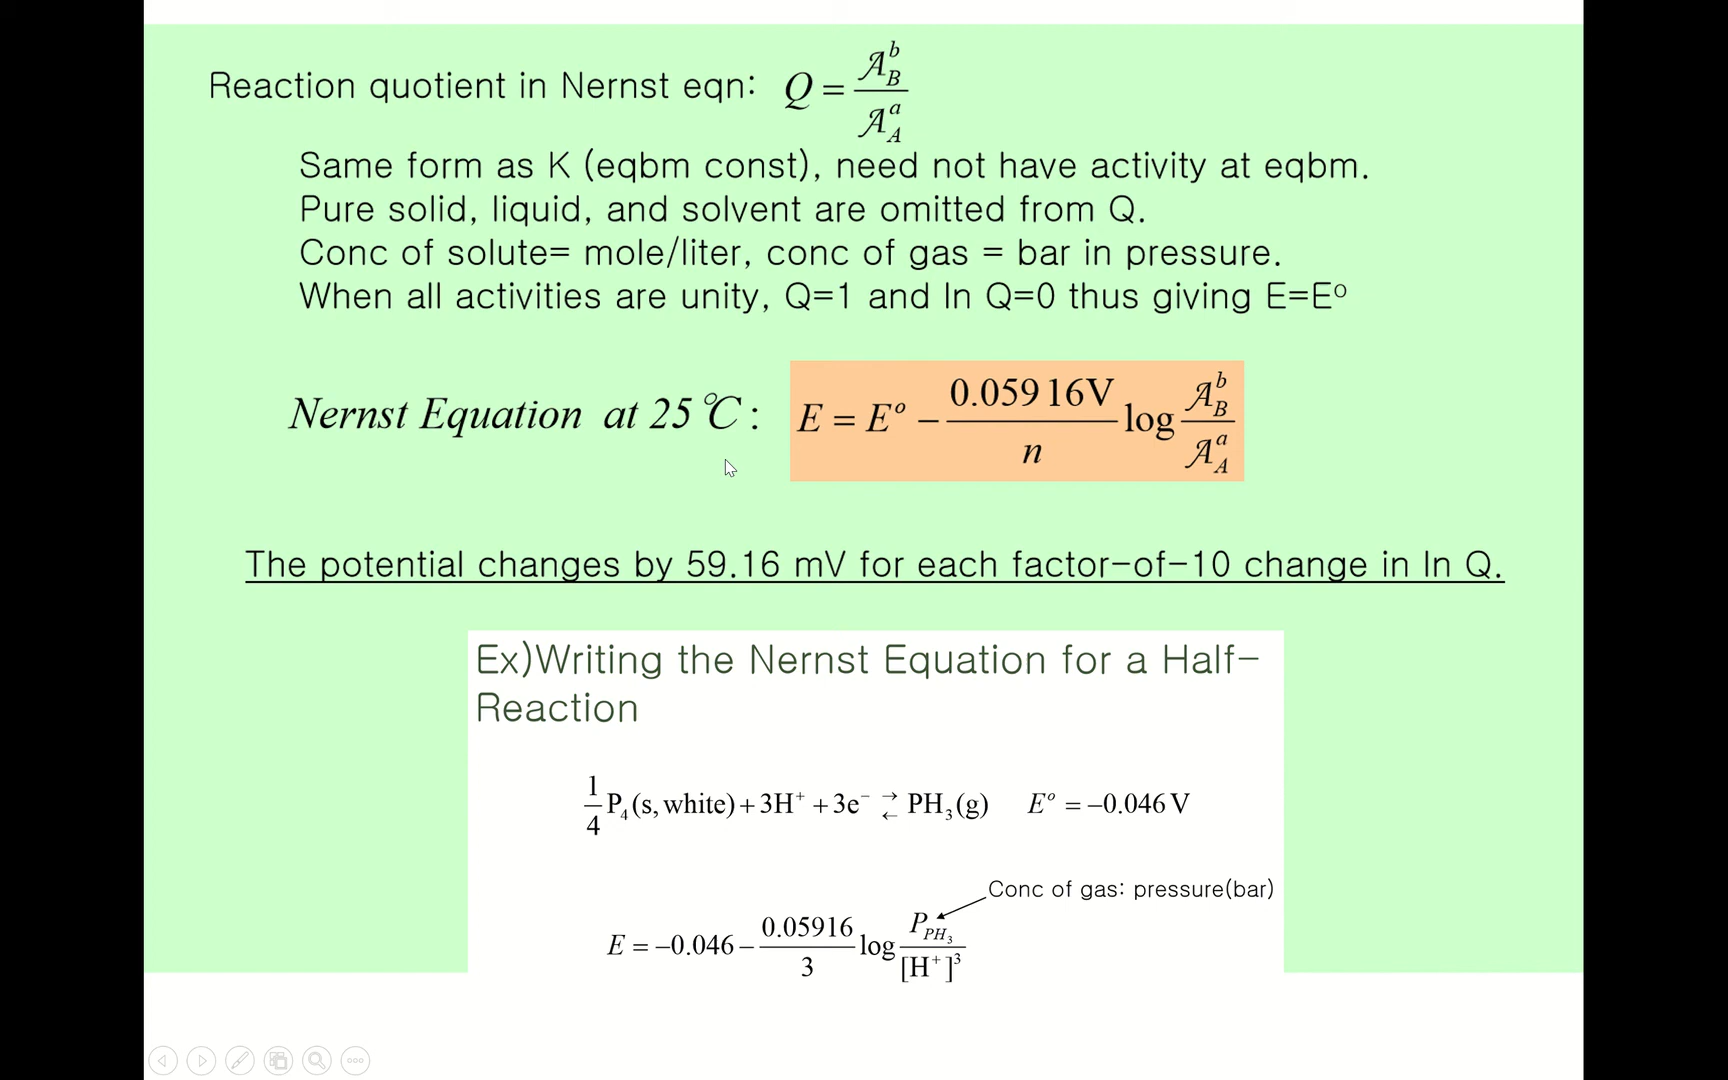 Reaction quotient in Nernst eqn: Q = 𝒜_B^b / 𝒜_A^a
Same form as K (eqbm const), need not have activity at eqbm.
Pure solid, liquid, and solvent are omitted from Q.
Conc of solute= mole/liter, conc of gas = bar in pressure.
When all activities are unity, Q=1 and ln Q=0 thus giving E=Eº
Nernst Equation at 25℃: E = Eº − (0.059 16V / n) log (𝒜_B^b / 𝒜_A^a)
The potential changes by 59.16 mV for each factor-of-10 change in ln Q.
Ex)Writing the Nernst Equation for a Half-
Reaction
1/4 P₄(s, white) + 3H⁺ + 3e⁻ ⇄ PH₃(g) Eº = −0.046 V
Conc of gas: pressure(bar)
E = −0.046 − (0.05916 / 3) log (P_PH₃ / [H⁺]³)